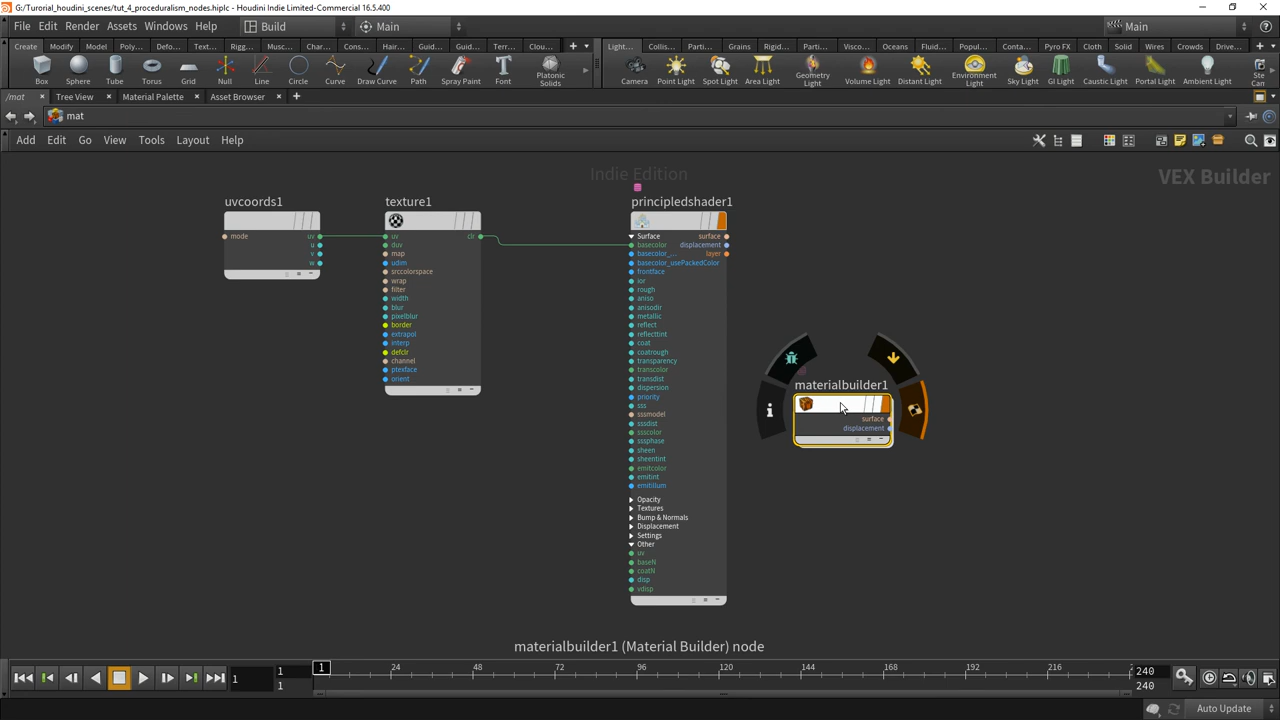 G:/Turorial_houdini_scenes/tut_4_proceduralism_nodes.hiplc - Houdini Indie Limited-Commercial 16.5.400
File Edit Render Assets Windows Help Build Main Main
Create Modify Model Poly... Defo... Text... Rigg... Musc... Char... Cons... Hair... Guid... Guid... Terr... Clou... Light... Collis... Parti... Grains Rigid... Parti... Visco... Oceans Fluid... Popul... Conta... Pyro FX Cloth Solid Wires Crowds Drive...
Box Sphere Tube Torus Grid Null Line Circle Curve Draw Curve Path Spray Paint Font Platonic Solids Camera Point Light Spot Light Area Light Geometry Light Volume Light Distant Light Environment Light Sky Light GI Light Caustic Light Portal Light Ambient Light Ste Can
/mat Tree View Material Palette Asset Browser
mat
Add Edit Go View Tools Layout Help
Indie Edition
VEX Builder
uvcoords1
mode uv
u
v
w
texture1
uv clr
duv
map
udim
srccolorspace
wrap
filter
width
blur
pixelblur
border
extrapol
interp
defclr
channel
ptexface
orient
principledshader1
Surface surface
basecolor displacement
basecolor_... layer
basecolor_usePackedColor
frontface
ior
rough
aniso
anisodir
metallic
reflect
reflecttint
coat
coatrough
transparency
transcolor
transdist
dispersion
priority
sss
sssmodel
sssdist
ssscolor
sssphase
sheen
sheentint
emitcolor
emitint
emitillum
Opacity
Textures
Bump & Normals
Displacement
Settings
Other
uv
baseN
coatN
disp
vdisp
materialbuilder1
surface
displacement
materialbuilder1 (Material Builder) node
1 1 1 1 24 48 72 96 120 144 168 192 216 2 240
240
Auto Update